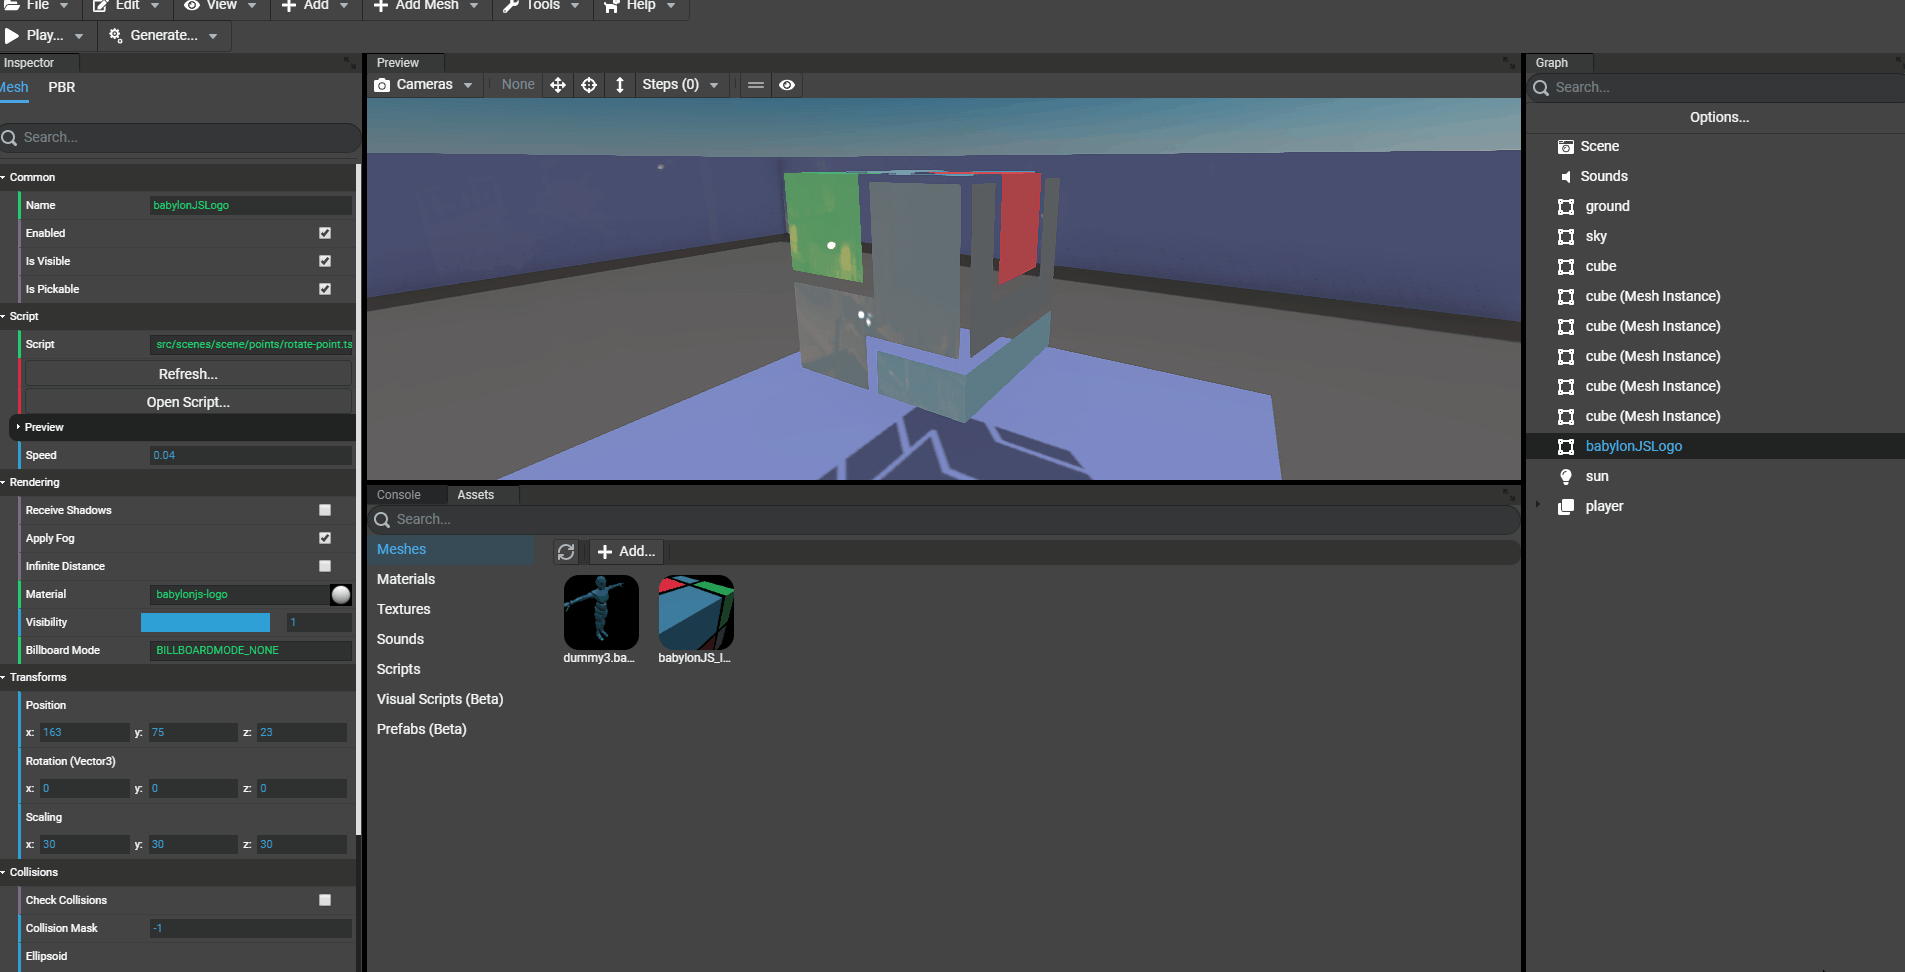 File Edit View Add Add Mesh Tools Help
Play... Generate...
Inspector
Mesh PBR
Search...
Common
Name babylonJSLogo
Enabled
Is Visible
Is Pickable
Script
Script src/scenes/scene/points/rotate-point.ts
Refresh...
Open Script...
Preview
Speed 0.04
Rendering
Receive Shadows
Apply Fog
Infinite Distance
Material babylonjs-logo
Visibility 1
Billboard Mode BILLBOARDMODE_NONE
Transforms
Position
x: 163 y: 75 z: 23
Rotation (Vector3)
x: 0 y: 0 z: 0
Scaling
x: 30 y: 30 z: 30
Collisions
Check Collisions
Collision Mask -1
Ellipsoid
Preview
Cameras None Steps (0)
Console Assets
Search...
Meshes
Materials
Textures
Sounds
Scripts
Visual Scripts (Beta)
Prefabs (Beta)
Add...
dummy3.ba... babylonJS_l...
Graph
Search...
Options...
Scene
Sounds
ground
sky
cube
cube (Mesh Instance)
cube (Mesh Instance)
cube (Mesh Instance)
cube (Mesh Instance)
cube (Mesh Instance)
babylonJSLogo
sun
player